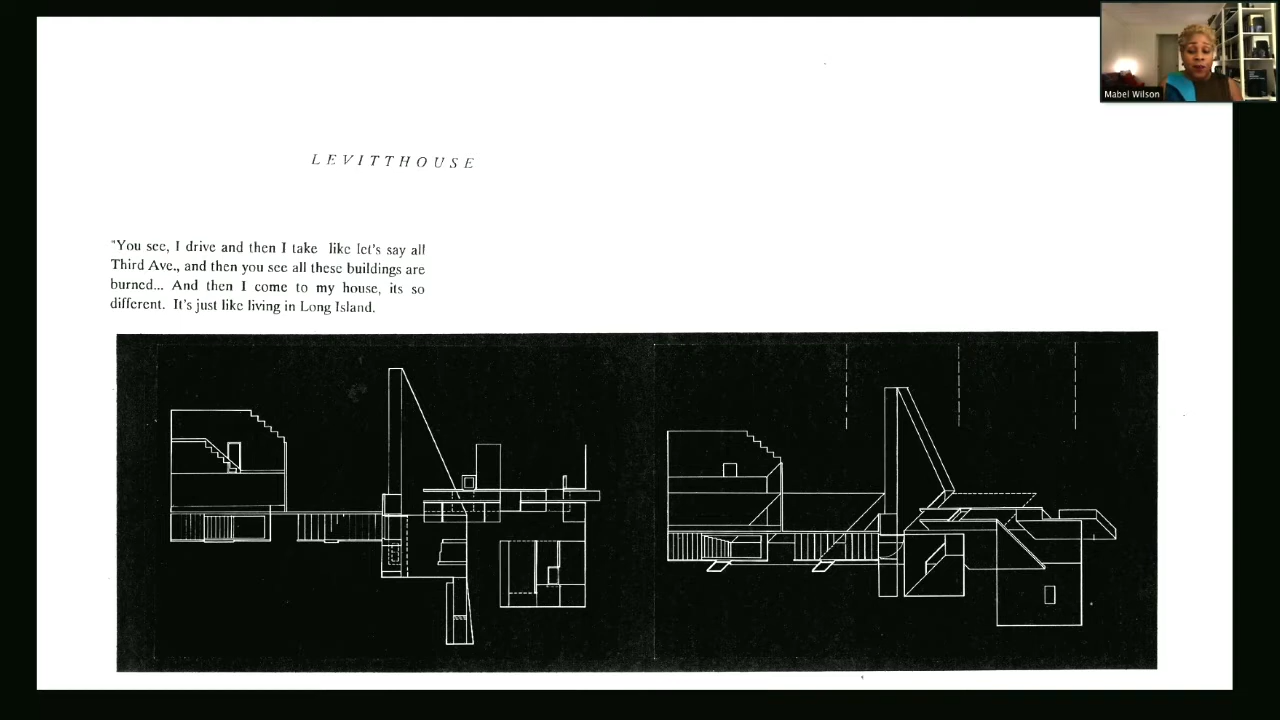 Mabel Wilson
LEVITTHOUSE
"You see, I drive and then I take like let's say all
Third Ave., and then you see all these buildings are
burned... And then I come to my house, its so
different. It's just like living in Long Island.